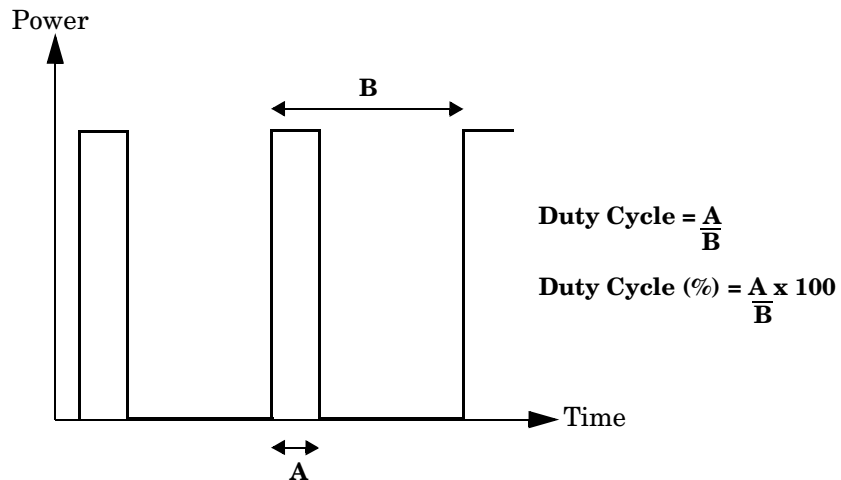 Power
B
Duty Cycle = A
B
Duty Cycle (%) = A x 100
B
Time
A